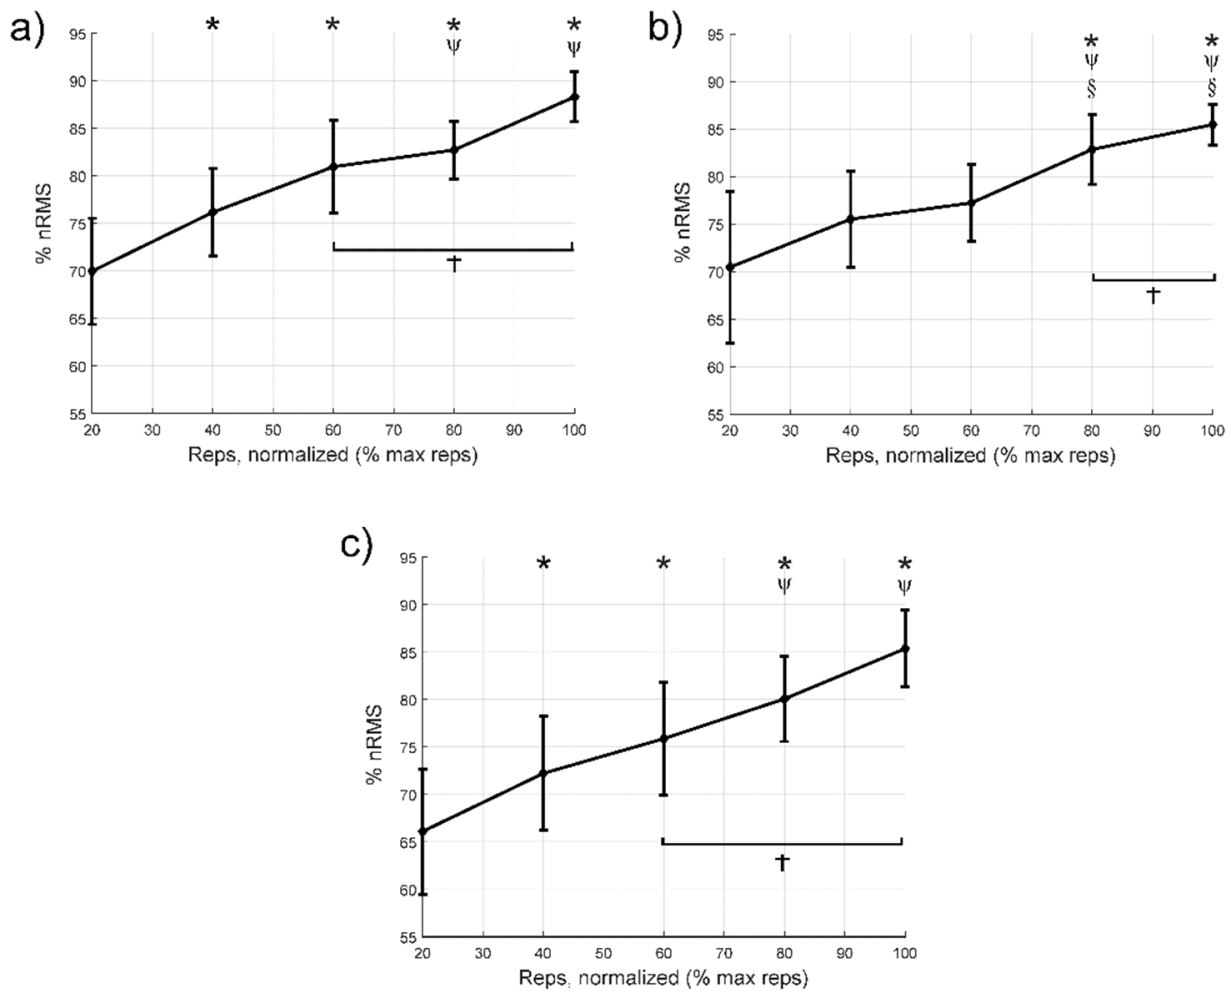 a)
* * * *
ψ ψ
95
90
85
80
75
70
65
60
55
% nRMS
†
20 30 40 50 60 70 80 90 100
Reps, normalized (% max reps)
b)
* *
ψ ψ
§ §
95
90
85
80
75
70
65
60
55
% nRMS
†
20 30 40 50 60 70 80 90 100
Reps, normalized (% max reps)
c)
* * * *
ψ ψ
95
90
85
80
75
70
65
60
55
% nRMS
†
20 30 40 50 60 70 80 90 100
Reps, normalized (% max reps)